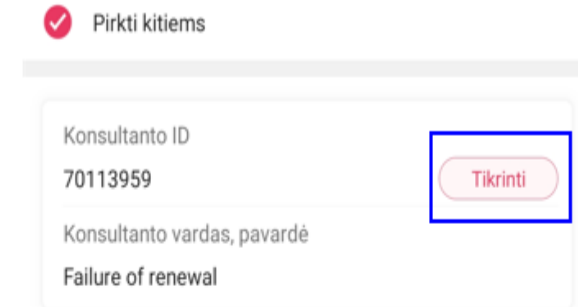 Pirkti kitiems
Konsultanto ID
70113959
Tikrinti
Konsultanto vardas, pavardė
Failure of renewal